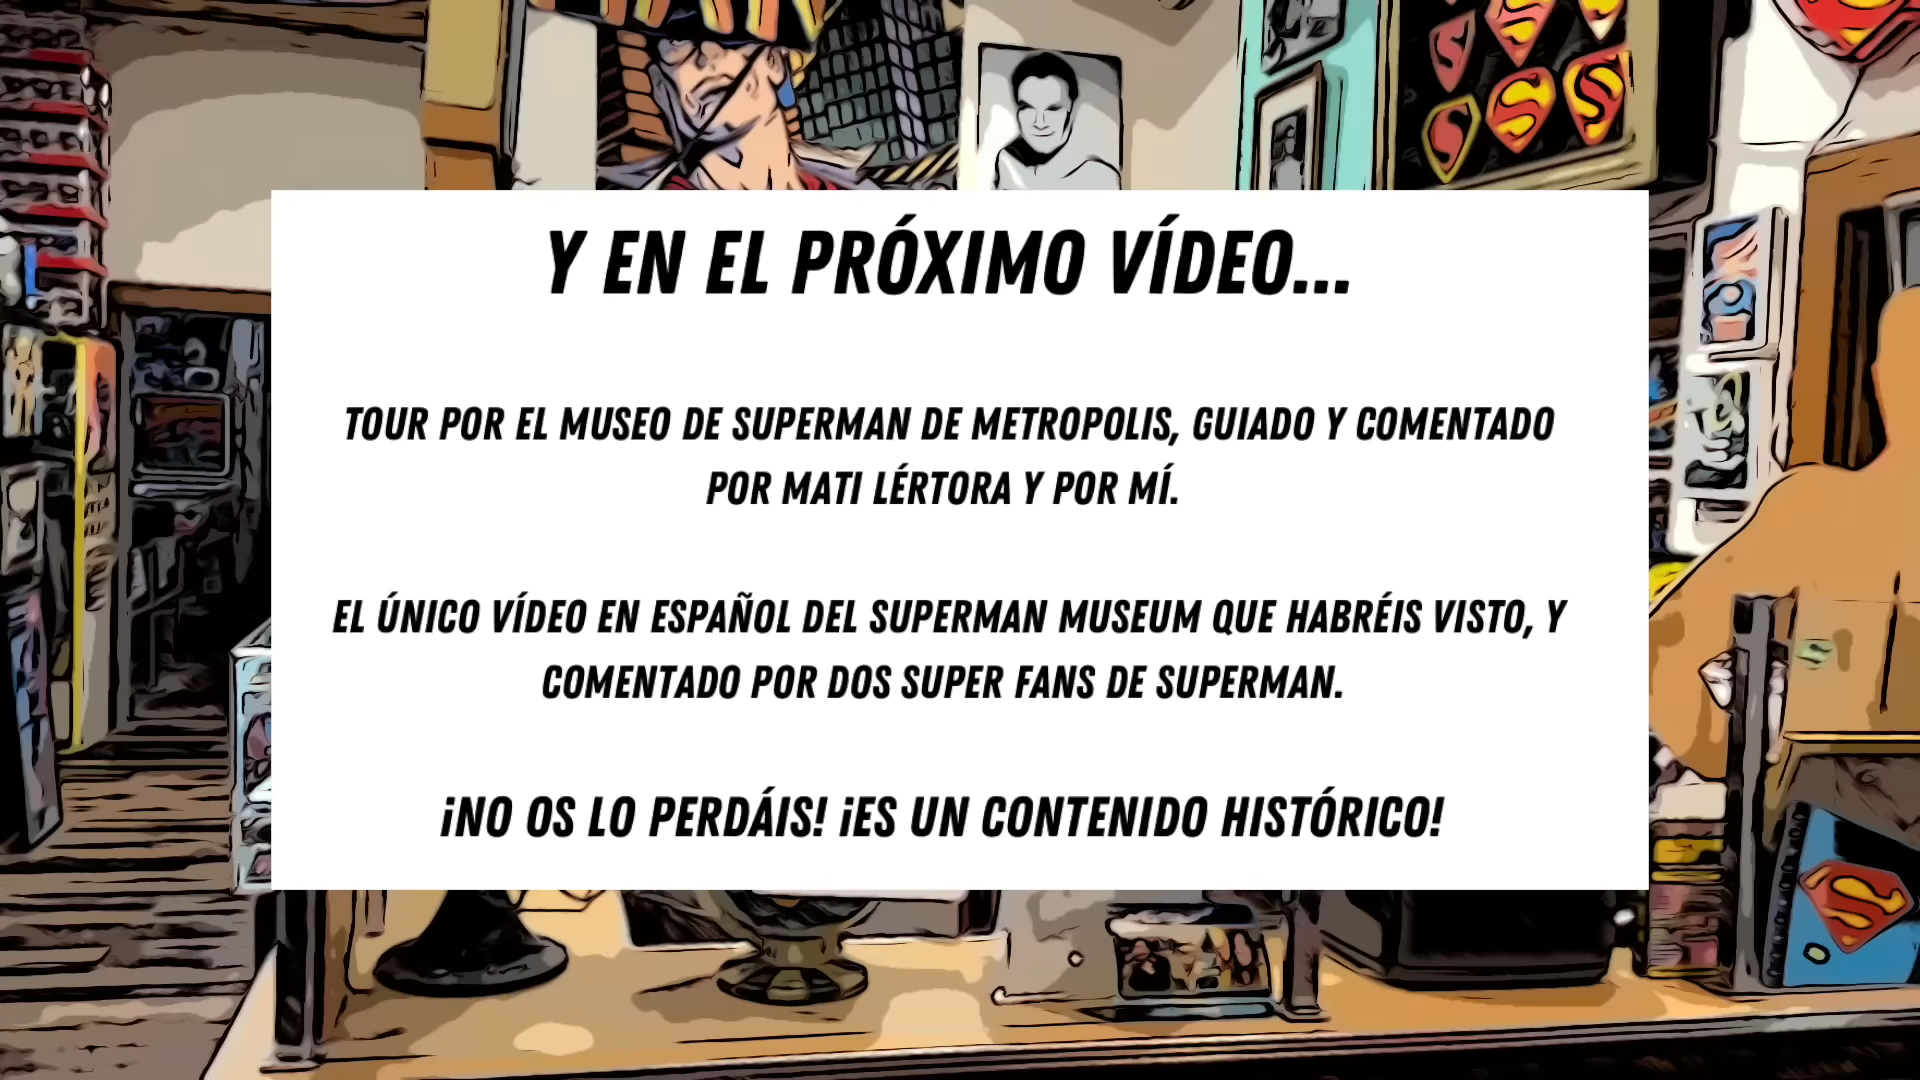 Y EN EL PRÓXIMO VÍDEO...
TOUR POR EL MUSEO DE SUPERMAN DE METROPOLIS, GUIADO Y COMENTADO
POR MATI LÉRTORA Y POR MÍ.
EL ÚNICO VÍDEO EN ESPAÑOL DEL SUPERMAN MUSEUM QUE HABRÉIS VISTO, Y
COMENTADO POR DOS SUPER FANS DE SUPERMAN.
¡NO OS LO PERDÁIS! ¡ES UN CONTENIDO HISTÓRICO!